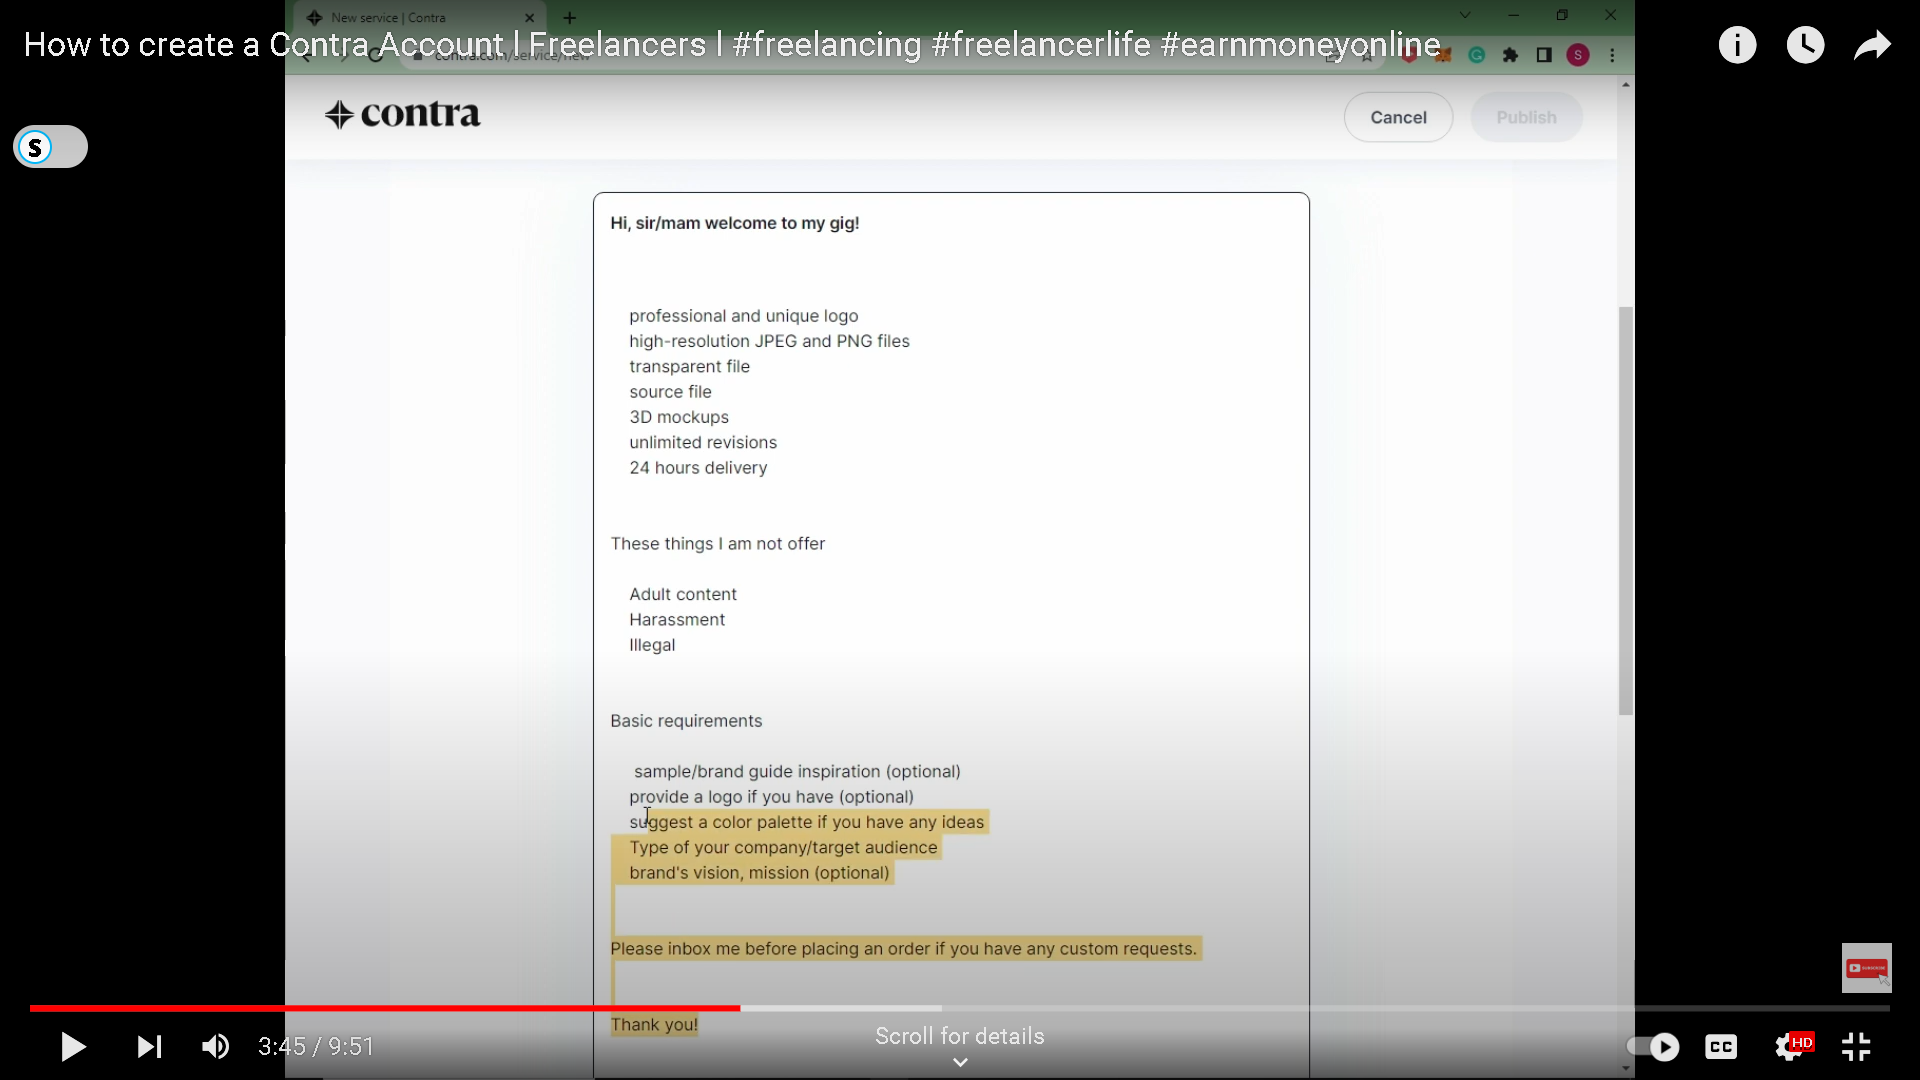 New service | Contra
How to create a Contra Account l Freelancers l #freelancing #freelancerlife #earnmoneyonline
contra.com/service/new
S
contra
Cancel
Publish
S
Hi, sir/mam welcome to my gig!
professional and unique logo
high-resolution JPEG and PNG files
transparent file
source file
3D mockups
unlimited revisions
24 hours delivery
These things I am not offer
Adult content
Harassment
Illegal
Basic requirements
sample/brand guide inspiration (optional)
provide a logo if you have (optional)
suggest a color palette if you have any ideas
Type of your company/target audience
brand's vision, mission (optional)
Please inbox me before placing an order if you have any custom requests.
SUBSCRIBE
Thank you!
3:45 / 9:51
Scroll for details
CC
HD